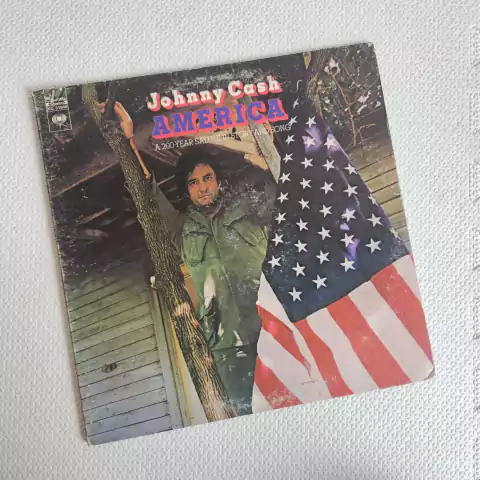 Johnny Cash
AMERICA
A 200-YEAR SALUTE IN STORY AND SONG